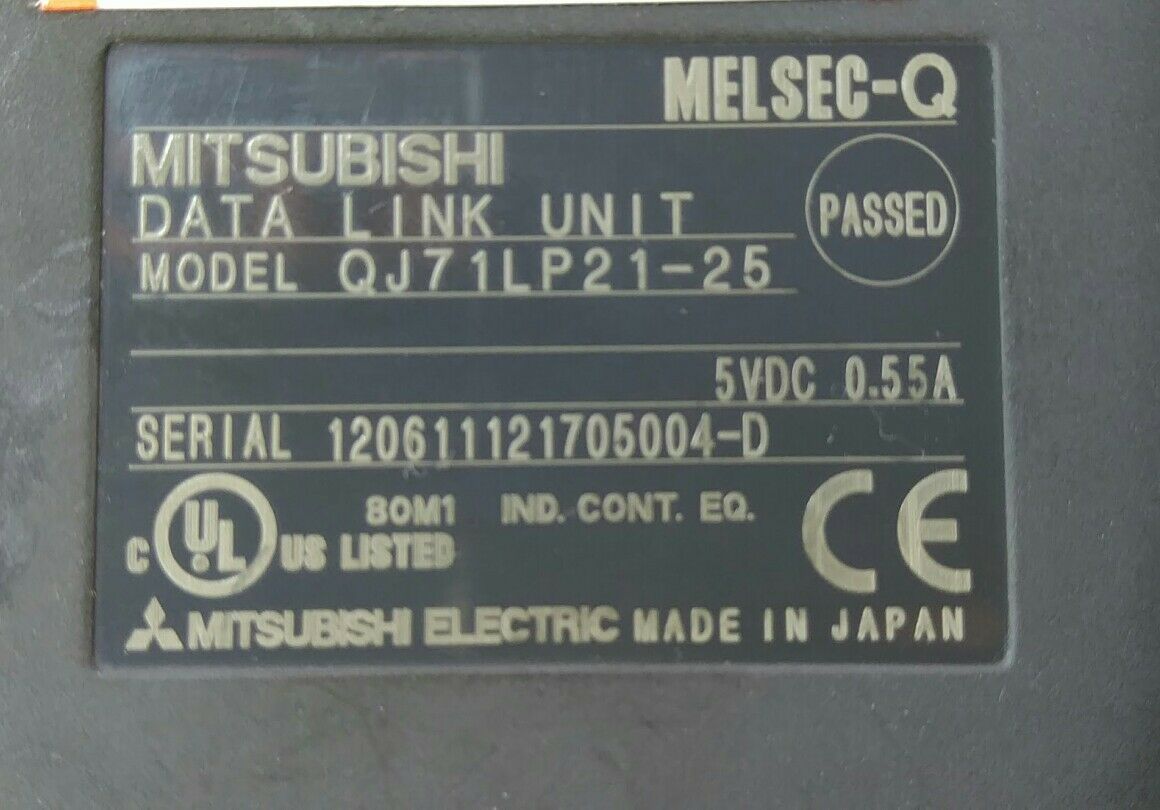 MELSEC-Q
MITSUBISHI
DATA LINK UNIT
PASSED
MODEL QJ71LP21-25
5VDC 0.55A
SERIAL 120611121705004-D
80M1 IND. CONT. EQ.
C UL US LISTED
CE
MITSUBISHI ELECTRIC MADE IN JAPAN